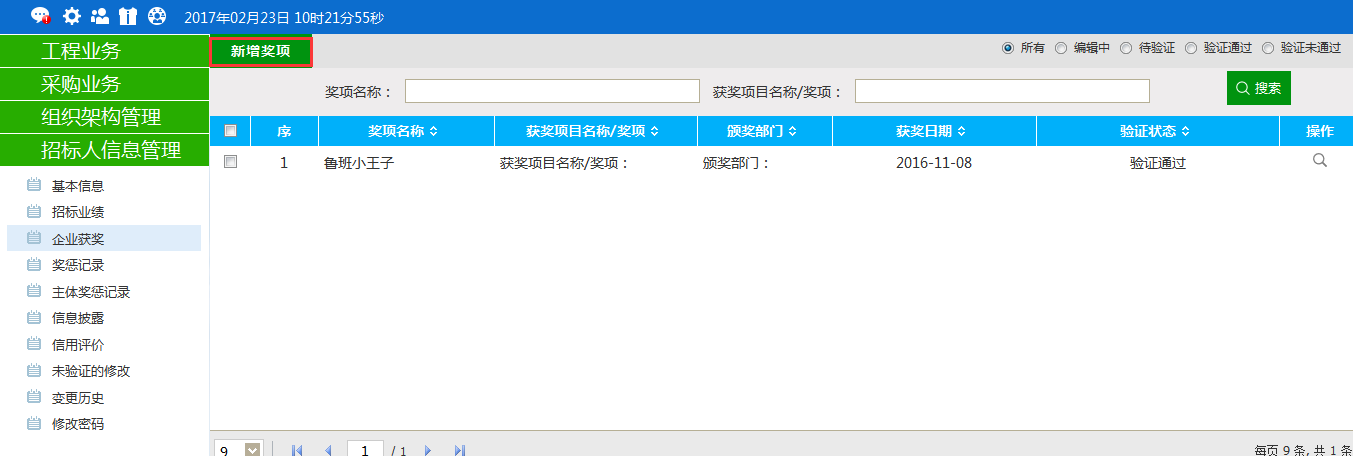 2017年02月23日 10时21分55秒
工程业务
采购业务
组织架构管理
招标人信息管理
基本信息
招标业绩
企业获奖
奖惩记录
主体奖惩记录
信息披露
信用评价
未验证的修改
变更历史
修改密码
新增奖项
所有 编辑中 待验证 验证通过 验证未通过
奖项名称： 获奖项目名称/奖项： 搜索
序 奖项名称 获奖项目名称/奖项 颁奖部门 获奖日期 验证状态 操作
1 鲁班小王子 获奖项目名称/奖项： 颁奖部门： 2016-11-08 验证通过
9 1 / 1 每页 9 条, 共 1 条